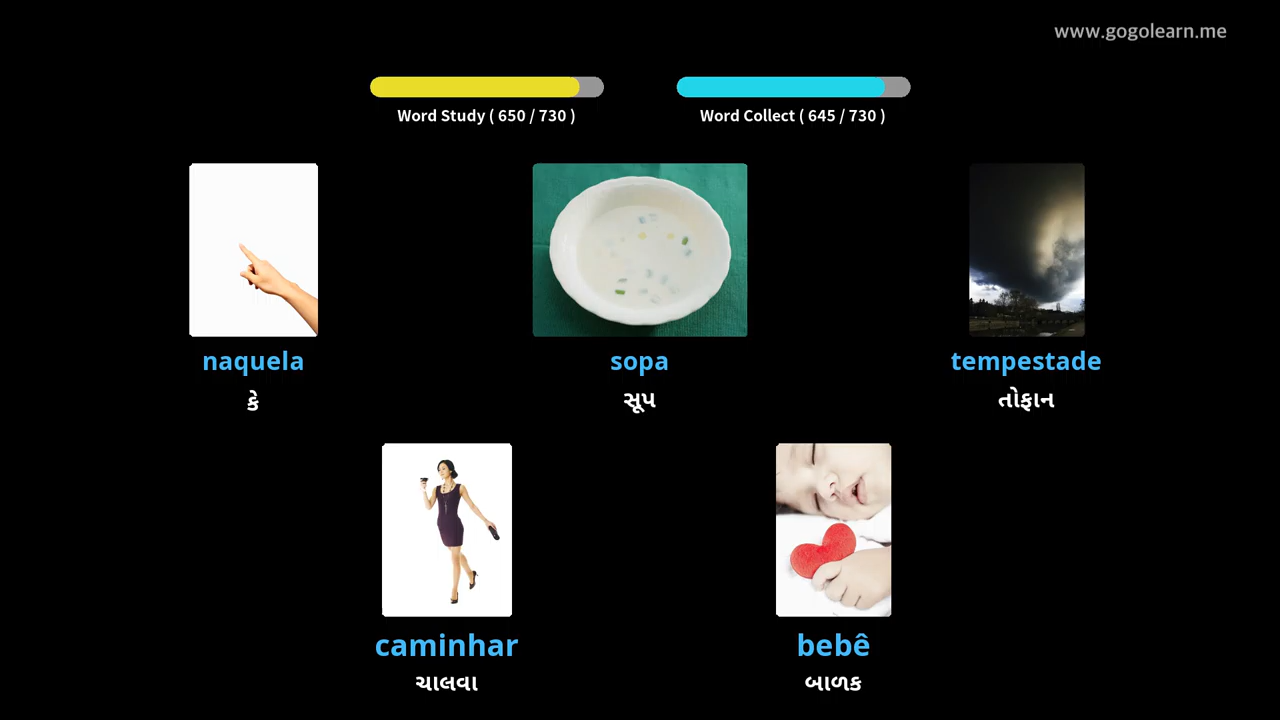 www.gogolearn.me
Word Study ( 650 / 730 )
Word Collect ( 645 / 730 )
naquela
કે
sopa
સૂપ
tempestade
તોફાન
caminhar
ચાલવા
bebê
બાળક